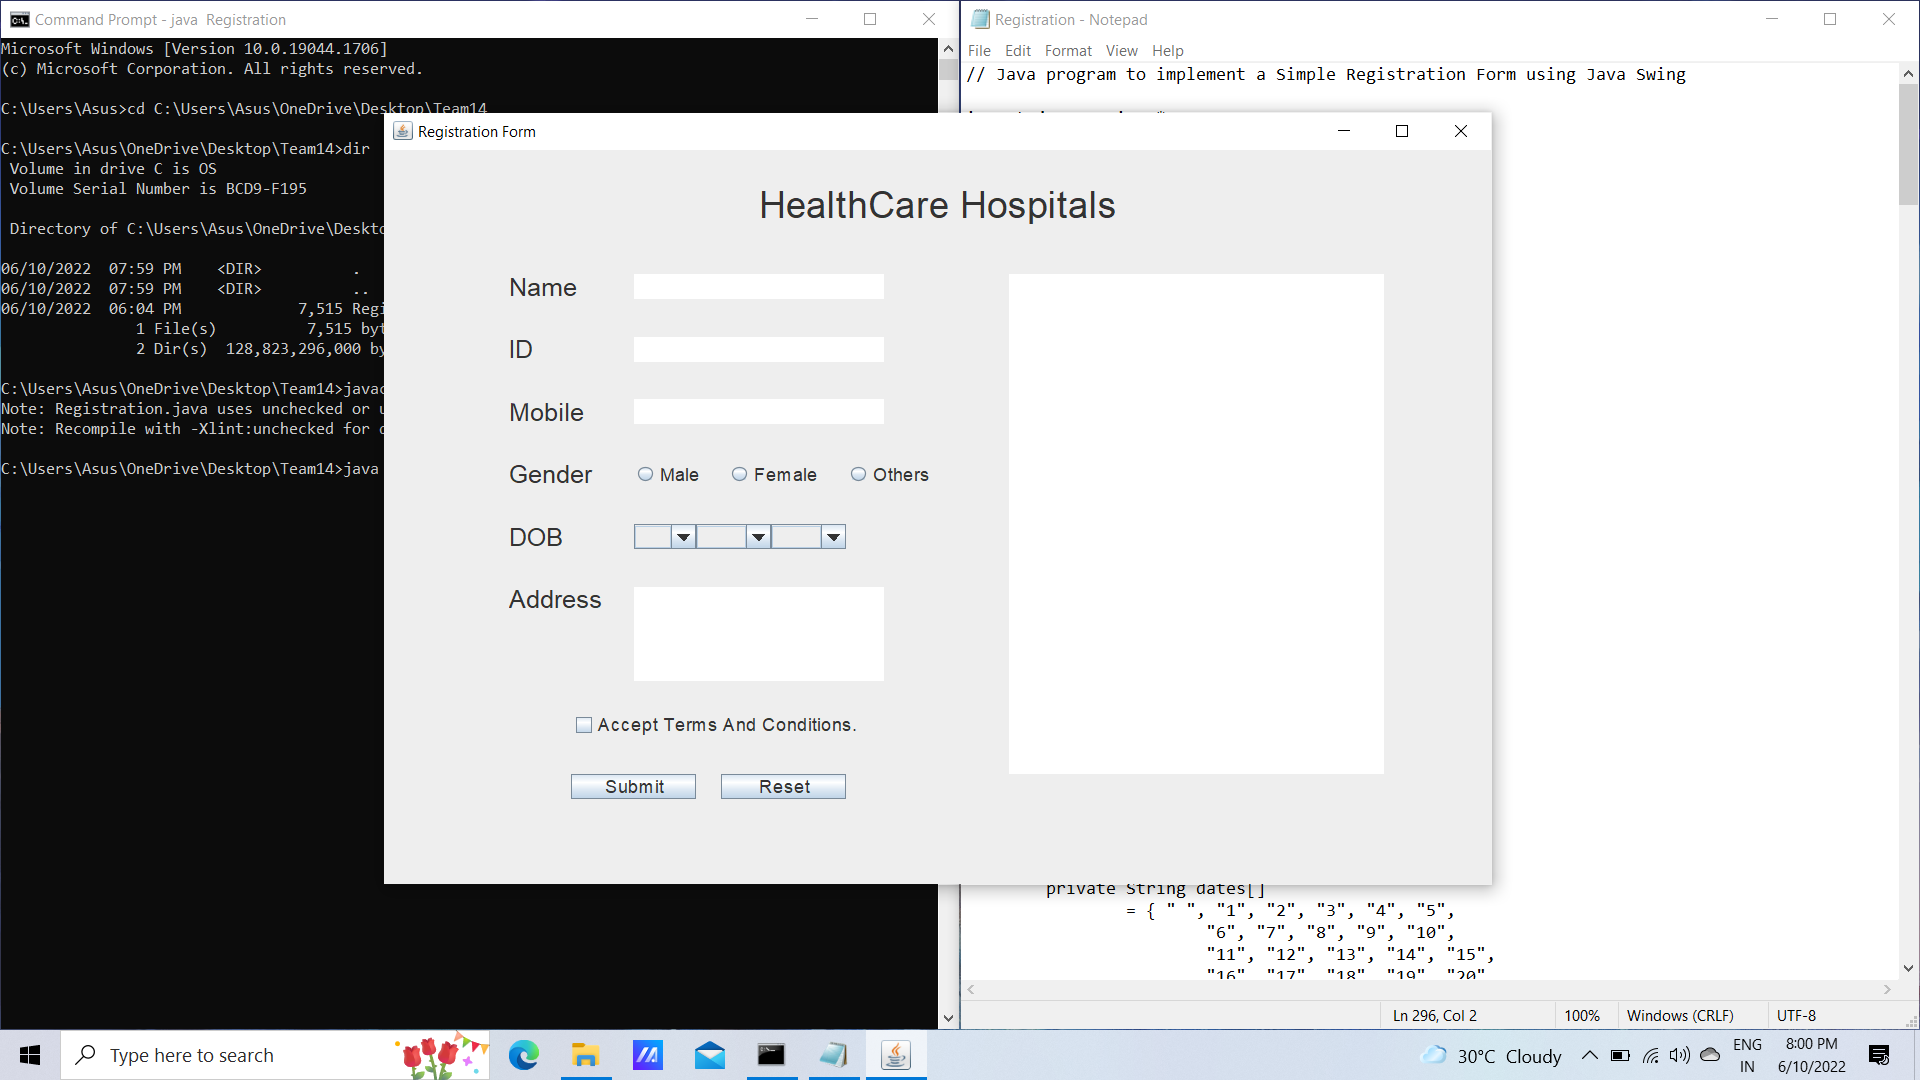 Command Prompt - java  Registration
Microsoft Windows [Version 10.0.19044.1706]
(c) Microsoft Corporation. All rights reserved.
C:\Users\Asus>cd C:\Users\Asus\OneDrive\Desktop\Team14
C:\Users\Asus\OneDrive\Desktop\Team14>dir
 Volume in drive C is OS
 Volume Serial Number is BCD9-F195
 Directory of C:\Users\Asus\OneDrive\Deskto
06/10/2022  07:59 PM    <DIR>          .
06/10/2022  07:59 PM    <DIR>          ..
06/10/2022  06:04 PM             7,515 Regi
               1 File(s)          7,515 byt
               2 Dir(s)  128,823,296,000 by
C:\Users\Asus\OneDrive\Desktop\Team14>javac
Note: Registration.java uses unchecked or u
Note: Recompile with -Xlint:unchecked for d
C:\Users\Asus\OneDrive\Desktop\Team14>java
Registration - Notepad
File Edit Format View Help
// Java program to implement a Simple Registration Form using Java Swing
Registration Form
HealthCare Hospitals
Name
ID
Mobile
Gender Male Female Others
DOB
Address
Accept Terms And Conditions.
Submit Reset
private String dates[]
= { " ", "1", "2", "3", "4", "5",
"6", "7", "8", "9", "10",
"11", "12", "13", "14", "15",
"16" "17" "18" "19" "20"
Ln 296, Col 2 100% Windows (CRLF) UTF-8
Type here to search
30°C Cloudy
ENG
IN
8:00 PM
6/10/2022